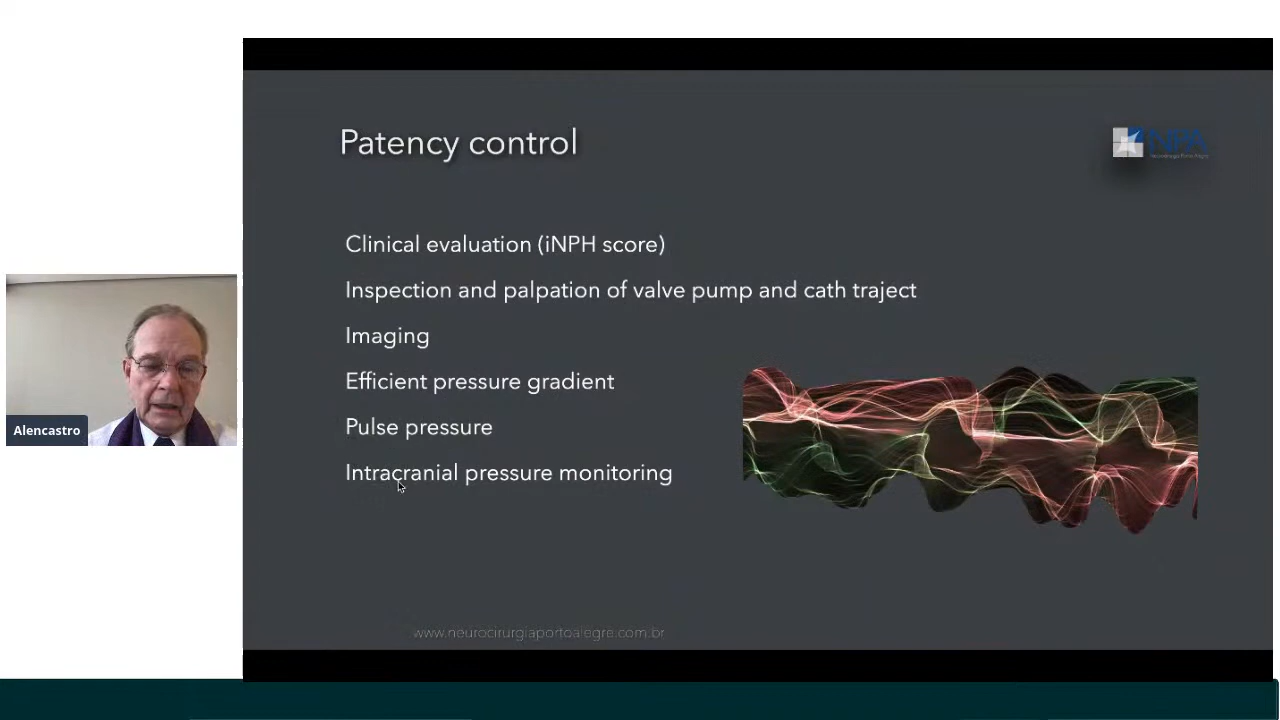 Patency control
NPA
Clinical evaluation (iNPH score)
Inspection and palpation of valve pump and cath traject
Imaging
Efficient pressure gradient
Pulse pressure
Intracranial pressure monitoring
Alencastro
www.neurocirurgiaportoalegre.com.br